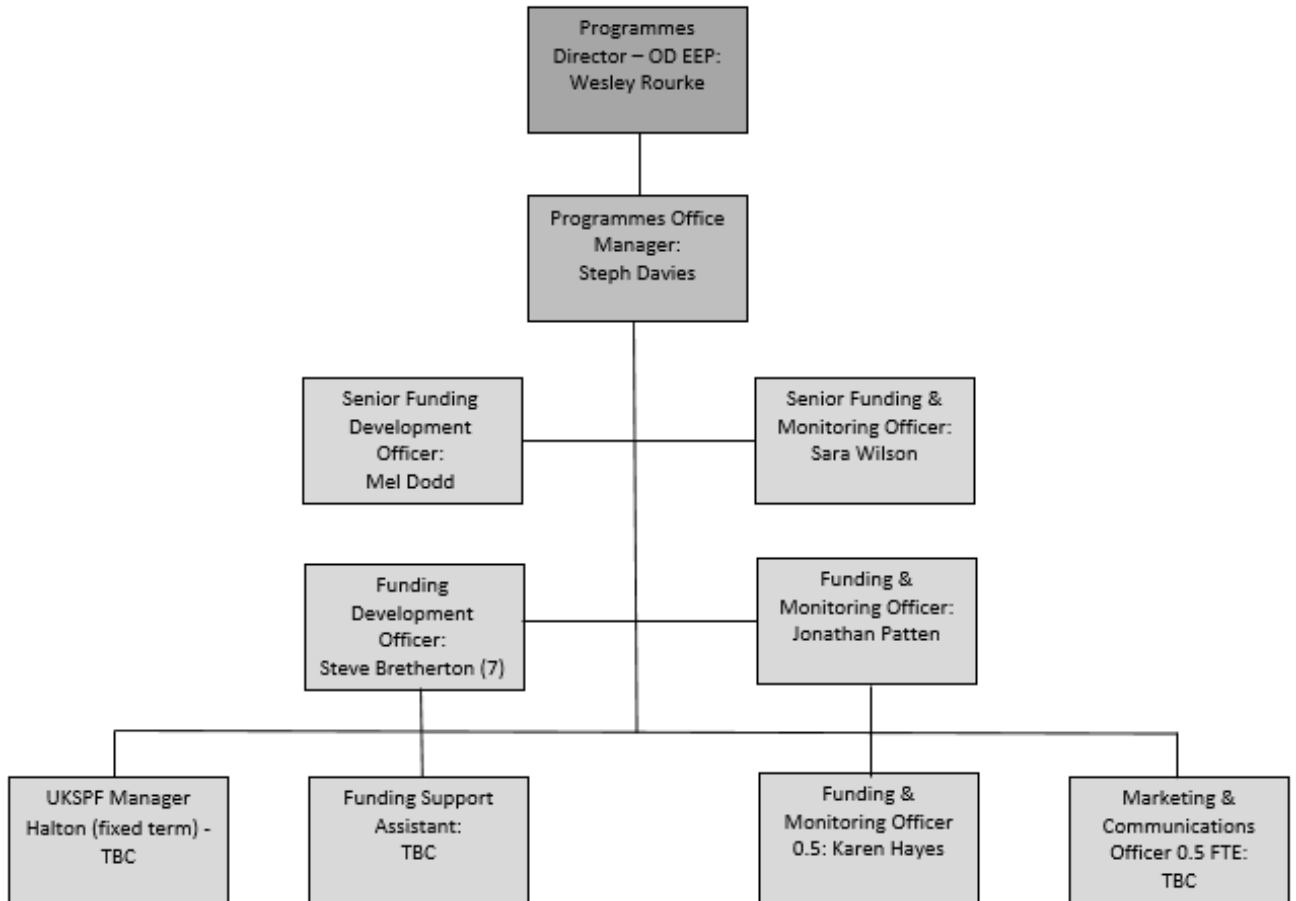 Programmes
Director – OD EEP:
Wesley Rourke
Programmes Office
Manager:
Steph Davies
Senior Funding
Development
Officer:
Mel Dodd
Senior Funding &
Monitoring Officer:
Sara Wilson
Funding
Development
Officer:
Steve Bretherton (7)
Funding &
Monitoring Officer:
Jonathan Patten
UKSPF Manager
Halton (fixed term) -
TBC
Funding Support
Assistant:
TBC
Funding &
Monitoring Officer
0.5: Karen Hayes
Marketing &
Communications
Officer 0.5 FTE:
TBC